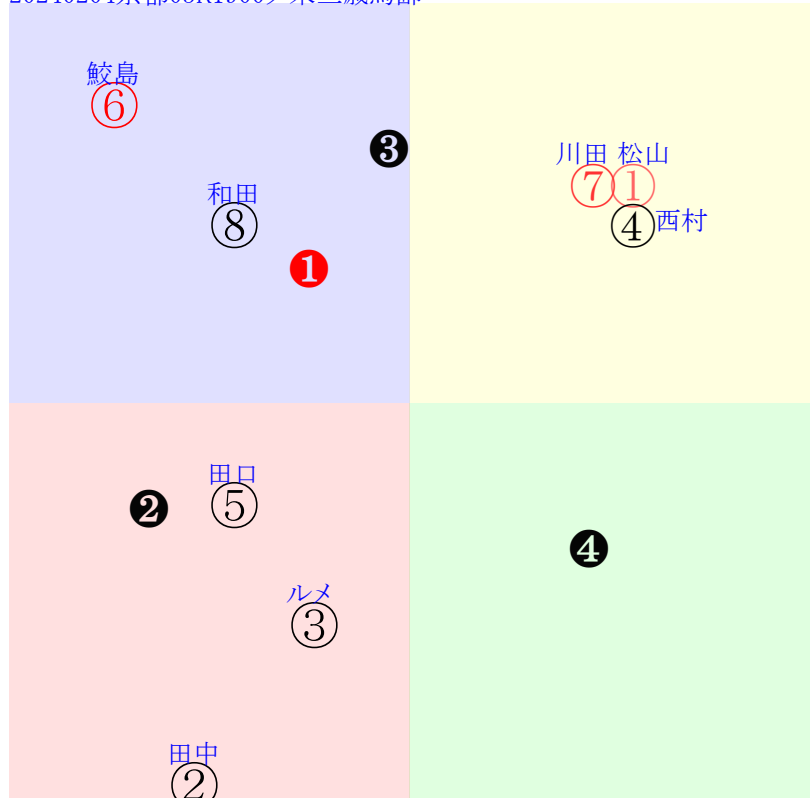 鮫島
⑥
❸
川田 松山
⑦①
和田
⑧
④西村
❶
田口
⑤
❷
❹
ルメ
③
田中
②